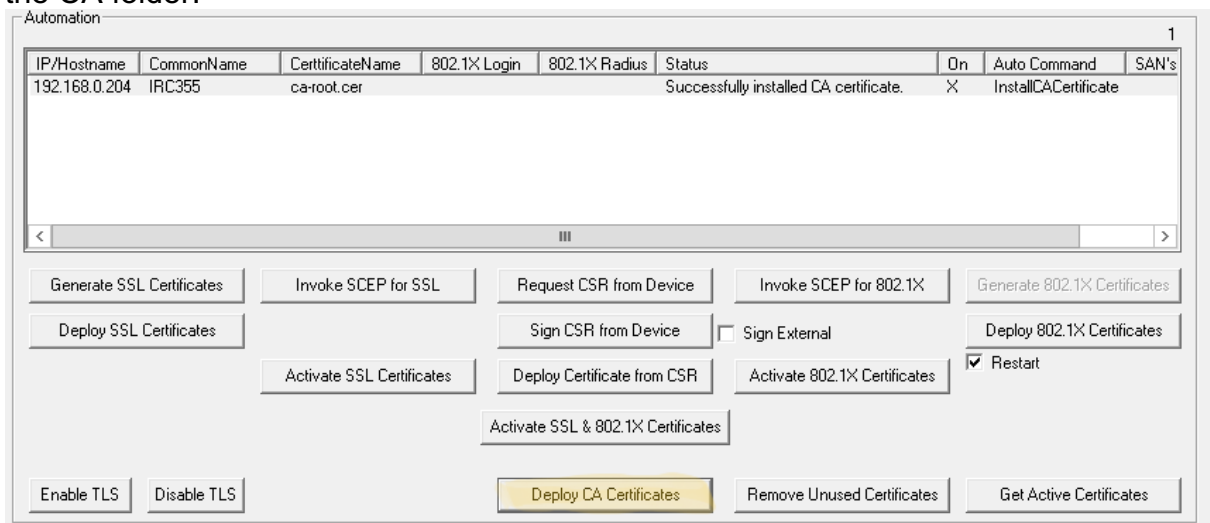 Automation
1
IP/Hostname CommonName CerttificateName 802.1X Login 802.1X Radius Status On Auto Command SAN's
192.168.0.204 IRC355 ca-root.cer Successfully installed CA certificate. X InstallCACertificate
Generate SSL Certificates Invoke SCEP for SSL Request CSR from Device Invoke SCEP for 802.1X Generate 802.1X Certificates
Deploy SSL Certificates Sign CSR from Device Sign External Deploy 802.1X Certificates
Restart
Activate SSL Certificates Deploy Certificate from CSR Activate 802.1X Certificates
Activate SSL & 802.1X Certificates
Enable TLS Disable TLS Deploy CA Certificates Remove Unused Certificates Get Active Certificates